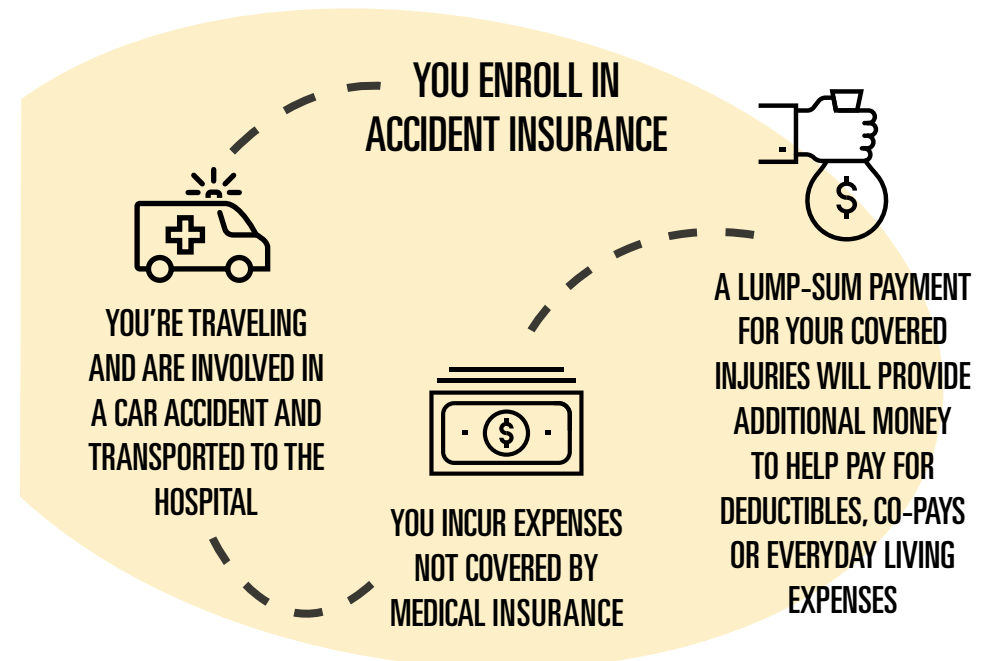 YOU ENROLL IN
ACCIDENT INSURANCE
YOU'RE TRAVELING
AND ARE INVOLVED IN
A CAR ACCIDENT AND
TRANSPORTED TO THE
HOSPITAL
$
YOU INCUR EXPENSES
NOT COVERED BY
MEDICAL INSURANCE
$
A LUMP-SUM PAYMENT
FOR YOUR COVERED
INJURIES WILL PROVIDE
ADDITIONAL MONEY
TO HELP PAY FOR
DEDUCTIBLES, CO-PAYS
OR EVERYDAY LIVING
EXPENSES